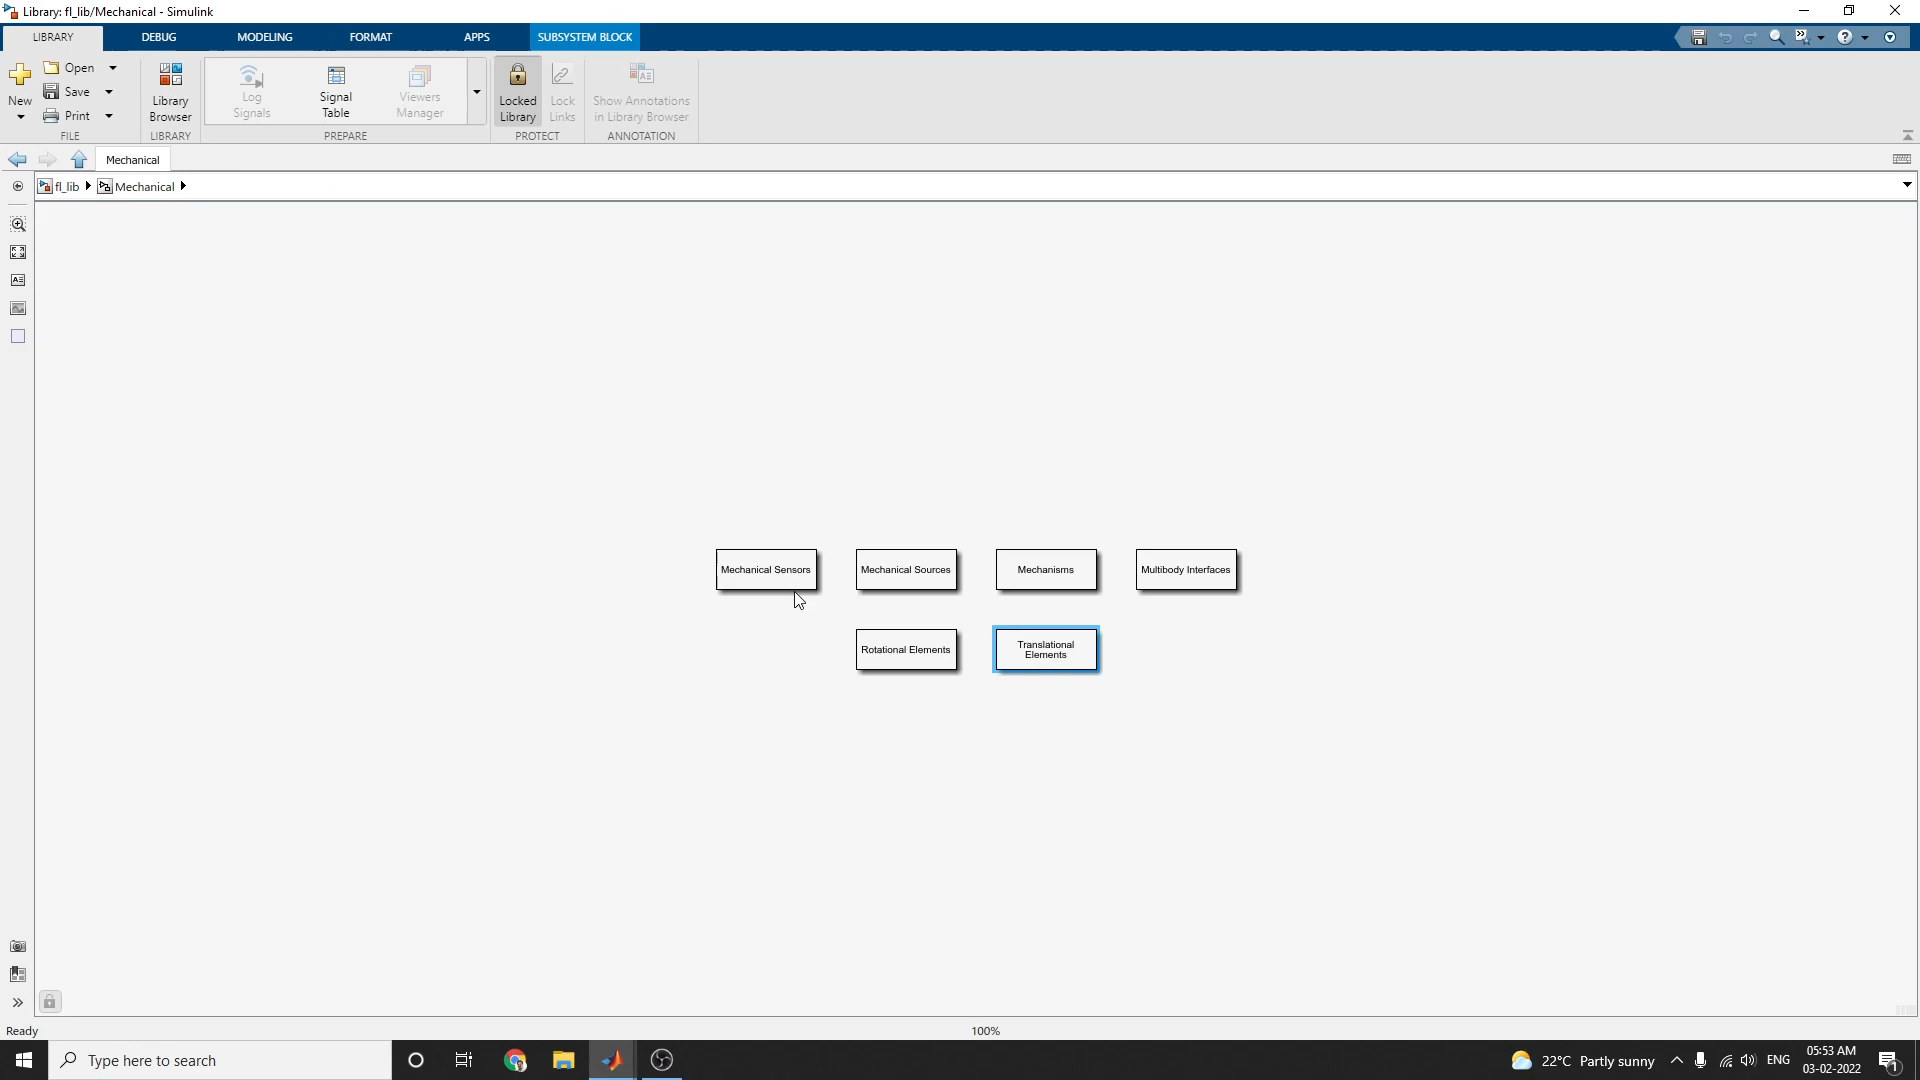 Library: fl_lib/Mechanical - Simulink
LIBRARY DEBUG MODELING FORMAT APPS SUBSYSTEM BLOCK
New
Open
Save
Print
FILE
Library
Browser
LIBRARY
Log
Signals
Signal
Table
Viewers
Manager
PREPARE
Locked
Library
Lock
Links
PROTECT
Show Annotations
in Library Browser
ANNOTATION
Mechanical
fl_lib Mechanical
Mechanical Sensors
Mechanical Sources
Mechanisms
Multibody Interfaces
Rotational Elements
Translational
Elements
Ready
100%
Type here to search
22°C Partly sunny
ENG
05:53 AM
03-02-2022
1